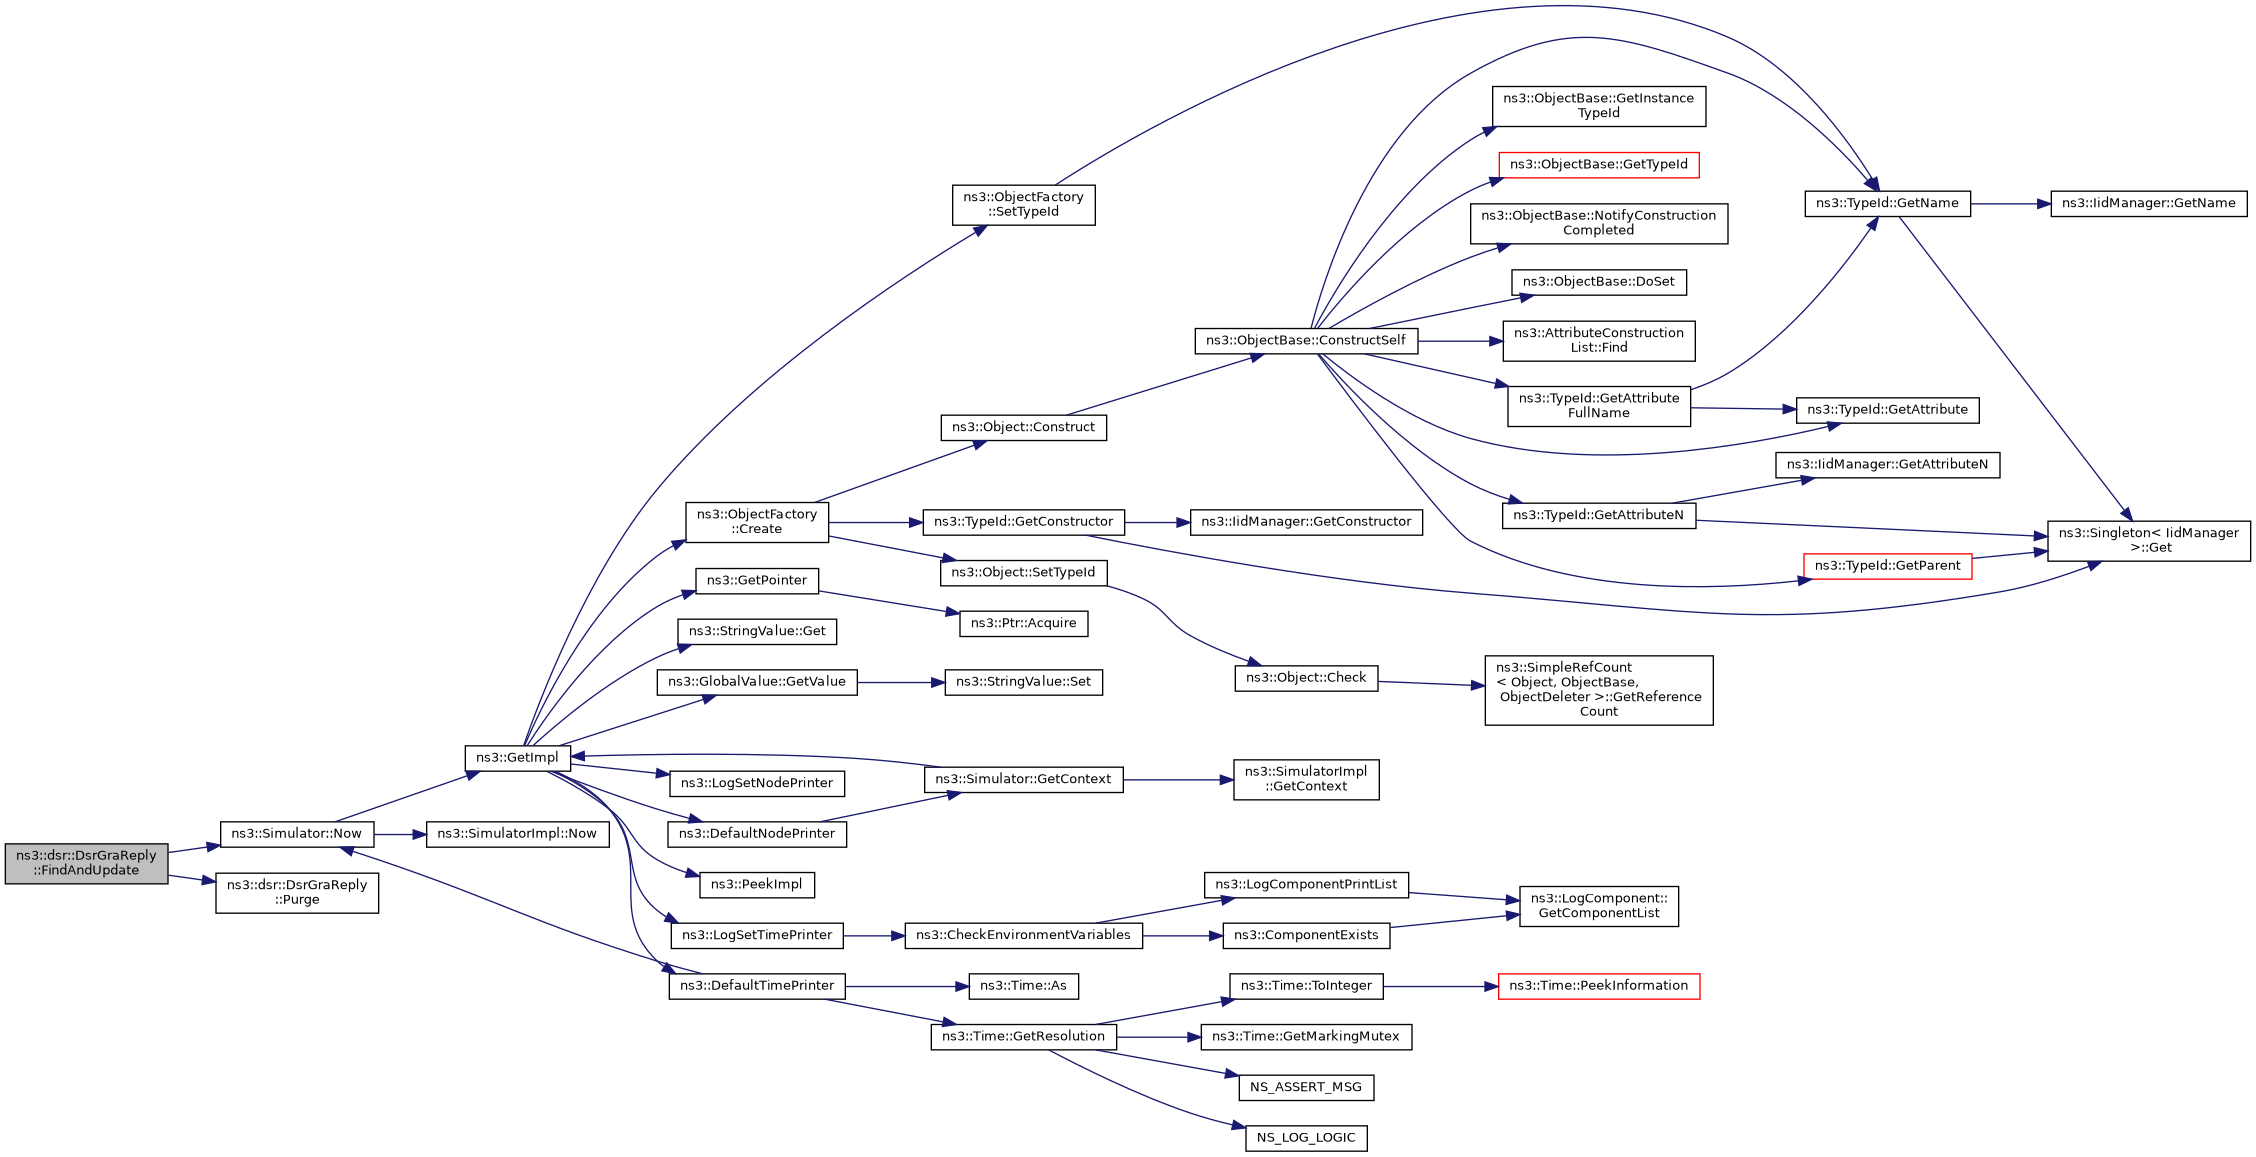 ns3::dsr::DsrGraReply
::FindAndUpdate
ns3::Simulator::Now
ns3::dsr::DsrGraReply
::Purge
ns3::GetImpl
ns3::SimulatorImpl::Now
ns3::ObjectFactory
::Create
ns3::GetPointer
ns3::StringValue::Get
ns3::GlobalValue::GetValue
ns3::LogSetNodePrinter
ns3::DefaultNodePrinter
ns3::PeekImpl
ns3::LogSetTimePrinter
ns3::DefaultTimePrinter
ns3::ObjectFactory
::SetTypeId
ns3::Object::Construct
ns3::TypeId::GetConstructor
ns3::Object::SetTypeId
ns3::Ptr::Acquire
ns3::StringValue::Set
ns3::Simulator::GetContext
ns3::CheckEnvironmentVariables
ns3::Time::As
ns3::Time::GetResolution
ns3::ObjectBase::ConstructSelf
ns3::IidManager::GetConstructor
ns3::Object::Check
ns3::SimulatorImpl
::GetContext
ns3::LogComponentPrintList
ns3::ComponentExists
ns3::Time::ToInteger
ns3::Time::GetMarkingMutex
NS_ASSERT_MSG
NS_LOG_LOGIC
ns3::ObjectBase::GetInstance
TypeId
ns3::ObjectBase::GetTypeId
ns3::ObjectBase::NotifyConstruction
Completed
ns3::ObjectBase::DoSet
ns3::AttributeConstruction
List::Find
ns3::TypeId::GetAttribute
FullName
ns3::TypeId::GetAttributeN
ns3::SimpleRefCount
< Object, ObjectBase,
ObjectDeleter >::GetReference
Count
ns3::LogComponent::
GetComponentList
ns3::Time::PeekInformation
ns3::TypeId::GetName
ns3::TypeId::GetAttribute
ns3::IidManager::GetAttributeN
ns3::TypeId::GetParent
ns3::IidManager::GetName
ns3::Singleton< IidManager
>::Get